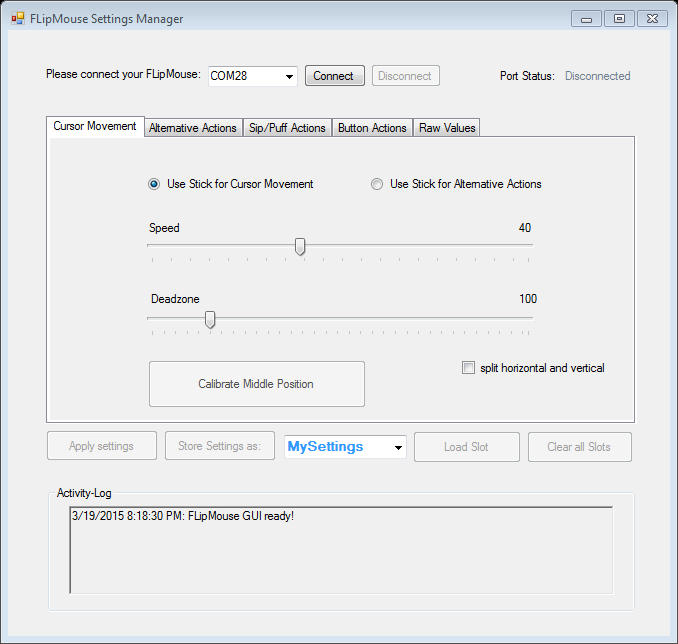 FLipMouse Settings Manager
Please connect your FLipMouse: COM28 Connect Disconnect Port Status: Disconnected
Cursor Movement Alternative Actions Sip/Puff Actions Button Actions Raw Values
Use Stick for Cursor Movement Use Stick for Alternative Actions
Speed 40
Deadzone 100
Calibrate Middle Position split horizontal and vertical
Apply settings Store Settings as: MySettings Load Slot Clear all Slots
Activity-Log
3/19/2015 8:18:30 PM: FLipMouse GUI ready!